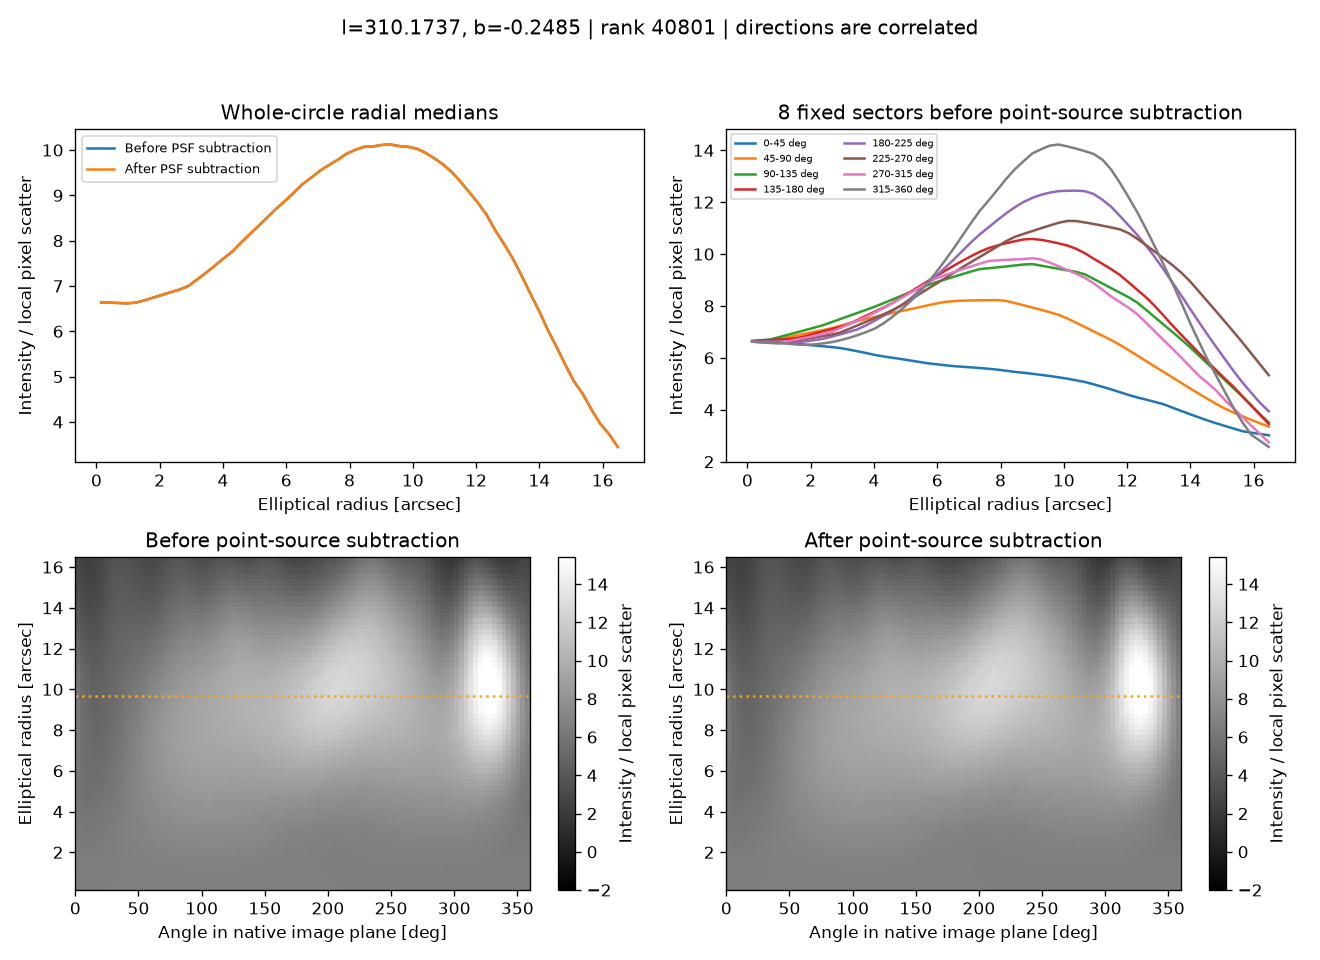 l=310.1737, b=-0.2485 | rank 40801 | directions are correlated
Whole-circle radial medians
Intensity / local pixel scatter
10
9
8
7
6
5
4
Before PSF subtraction
After PSF subtraction
0 2 4 6 8 10 12 14 16
Elliptical radius [arcsec]
8 fixed sectors before point-source subtraction
Intensity / local pixel scatter
14
12
10
8
6
4
2
0-45 deg
45-90 deg
90-135 deg
135-180 deg
180-225 deg
225-270 deg
270-315 deg
315-360 deg
0 2 4 6 8 10 12 14 16
Elliptical radius [arcsec]
Before point-source subtraction
Elliptical radius [arcsec]
16
14
12
10
8
6
4
2
0 50 100 150 200 250 300 350
Angle in native image plane [deg]
14
12
10
8
6
4
2
0
−2
Intensity / local pixel scatter
After point-source subtraction
Elliptical radius [arcsec]
16
14
12
10
8
6
4
2
0 50 100 150 200 250 300 350
Angle in native image plane [deg]
14
12
10
8
6
4
2
0
−2
Intensity / local pixel scatter